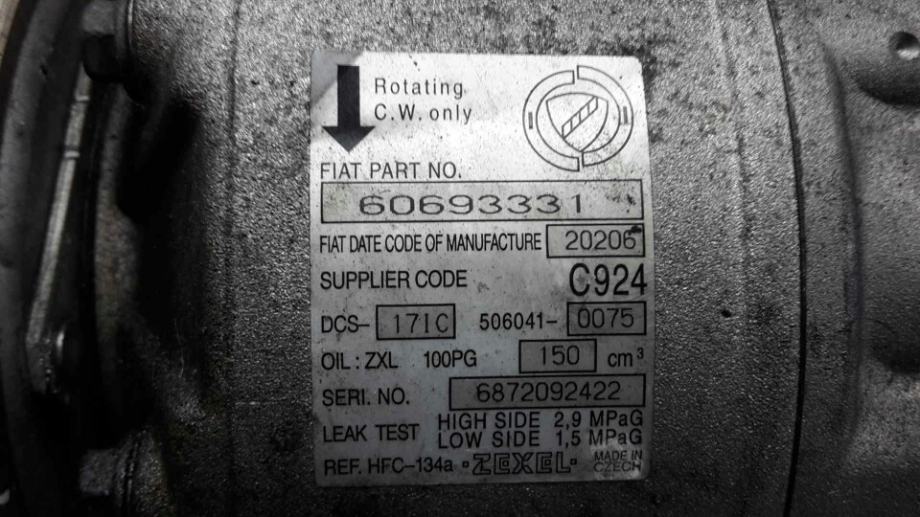 Rotating
C.W. only
FIAT PART NO.
60693331
FIAT DATE CODE OF MANUFACTURE 20206
SUPPLIER CODE C924
DCS- 17IC 506041- 0075
OIL : ZXL 100PG 150 cm³
SERI. NO. 6872092422
LEAK TEST HIGH SIDE 2,9 MPaG
LOW SIDE 1,5 MPaG
REF. HFC-134a ZEXEL MADE IN CZECH